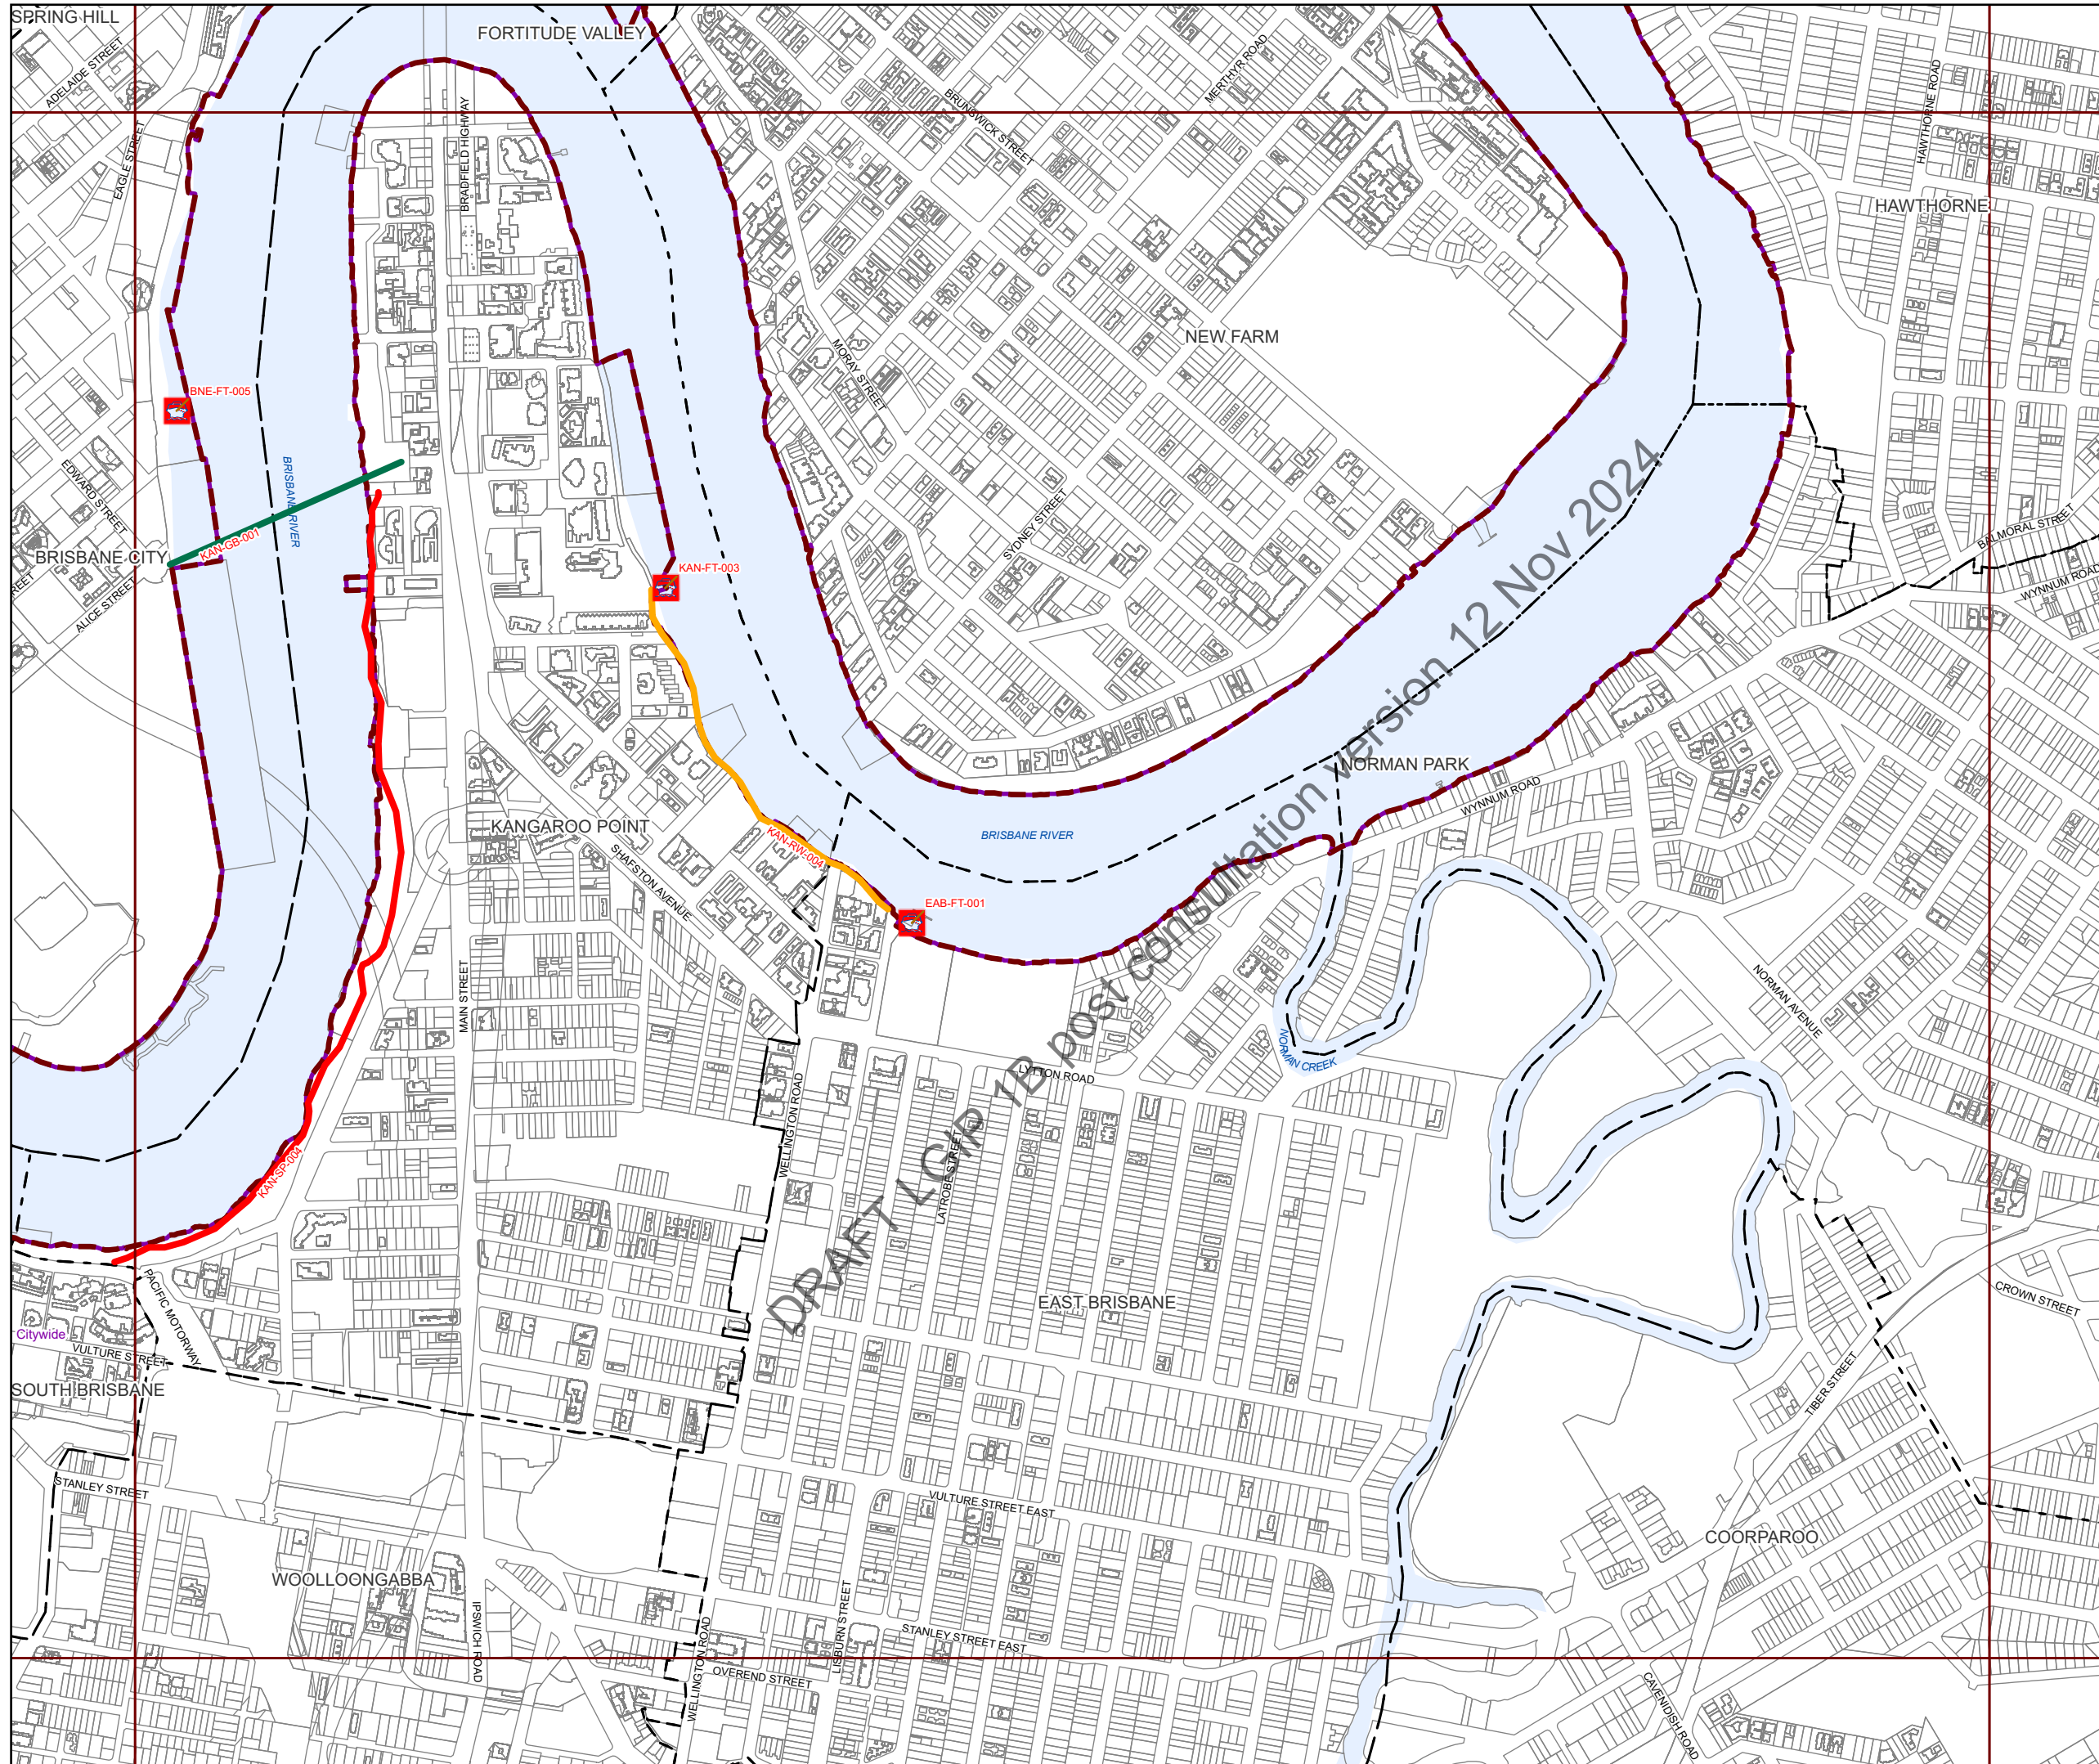 SPRING HILL
FORTITUDE VALLEY
ADELAIDE STREET
MERTHYR ROAD
HAWTHORNE ROAD
BRADFIELD HIGHWAY
BRUNSWICK STREET
EAGLE STREET
HAWTHORNE
NEW FARM
MORAY STREET
BNE-FT-005
EDWARD STREET
BRISBANE RIVER
SYDNEY STREET
BALMORAL STREET
KAN-GB-001
BRISBANE CITY
KAN-FT-003
WYNNUM ROAD
REET
ALICE STREET
NORMAN PARK
WYNNUM ROAD
KANGAROO POINT
BRISBANE RIVER
KAN-RW-004
SHAFSTON AVENUE
EAB-FT-001
MAIN STREET
NORMAN AVENUE
NORMAN CREEK
LYTTON ROAD
WELLINGTON ROAD
LATROBE STREET
KAN-SP-004
DRAFT LGIP 1B post consultation version 12 Nov 2024
PACIFIC MOTORWAY
CROWN STREET
EAST BRISBANE
Citywide
VULTURE STREET
TIBER STREET
SOUTH BRISBANE
STANLEY STREET
VULTURE STREET EAST
COORPAROO
WOOLLOONGABBA
IPSWICH ROAD
LISBURN STREET
WELLINGTON ROAD
STANLEY STREET EAST
OVEREND STREET
CAVENDISH ROAD